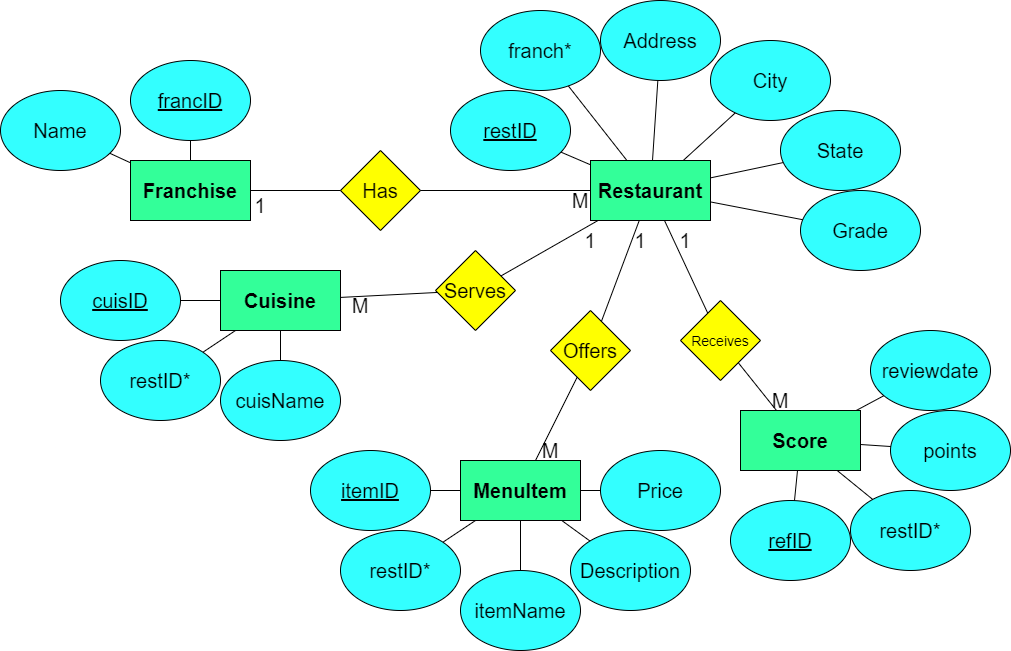 franch*
Address
City
francID
Name
restID
State
Franchise
Has
Restaurant
1
M
Grade
1
1
1
cuisID
Cuisine
M
Serves
Offers
Receives
restID*
cuisName
reviewdate
M
Score
points
M
itemID
MenuItem
Price
restID*
refID
restID*
Description
itemName